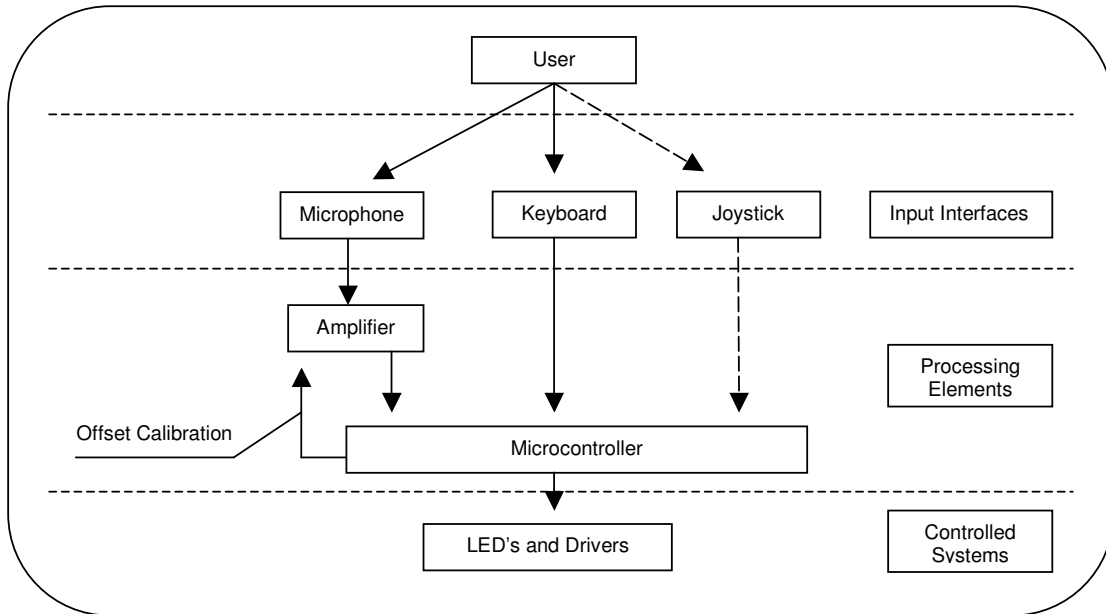 User
Microphone
Keyboard
Joystick
Input Interfaces
Amplifier
Processing
Elements
Offset Calibration
Microcontroller
LED's and Drivers
Controlled
Systems